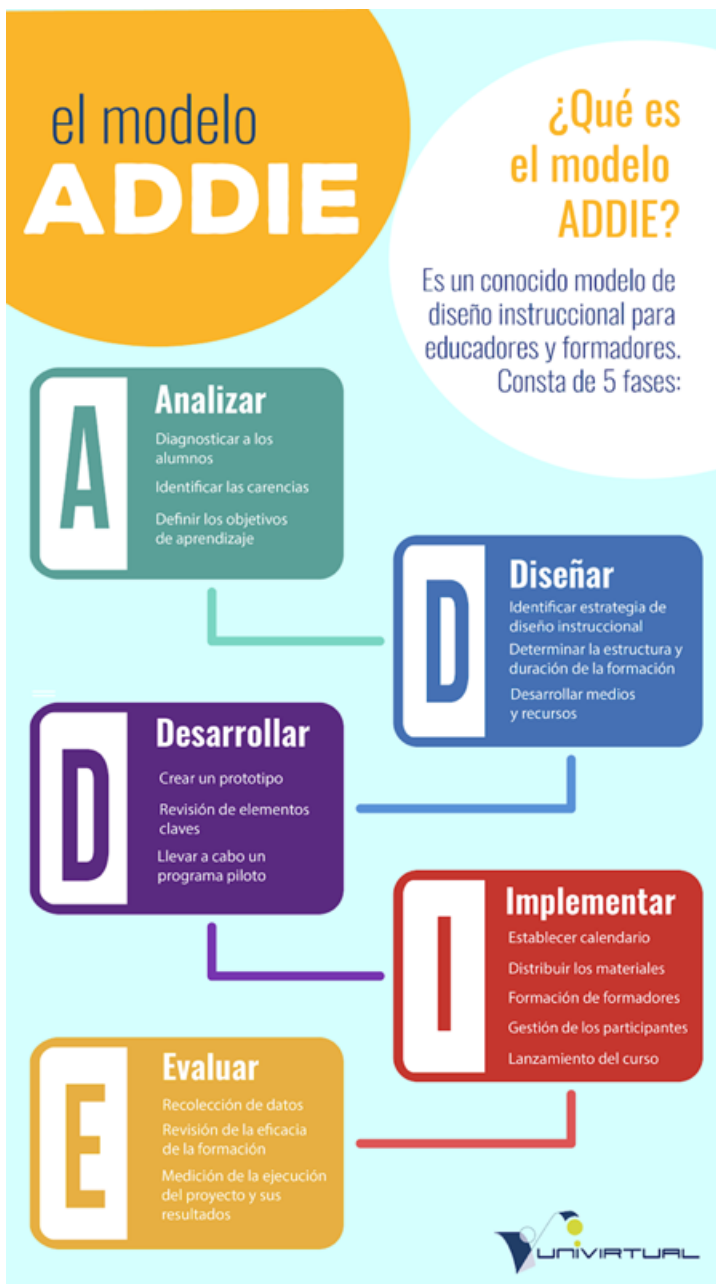 el modelo
ADDIE
¿Qué es
el modelo
ADDIE?
Es un conocido modelo de
diseño instruccional para
educadores y formadores.
Consta de 5 fases:
A
Analizar
Diagnosticar a los
alumnos
Identificar las carencias
Definir los objetivos
de aprendizaje
D
Diseñar
Identificar estrategia de
diseño instruccional
Determinar la estructura y
duración de la formación
Desarrollar medios
y recursos
D
Desarrollar
Crear un prototipo
Revisión de elementos
claves
Llevar a cabo un
programa piloto
I
Implementar
Establecer calendario
Distribuir los materiales
Formación de formadores
Gestión de los participantes
Lanzamiento del curso
E
Evaluar
Recolección de datos
Revisión de la eficacia
de la formación
Medición de la ejecución
del proyecto y sus
resultados
UNIVIRTUAL